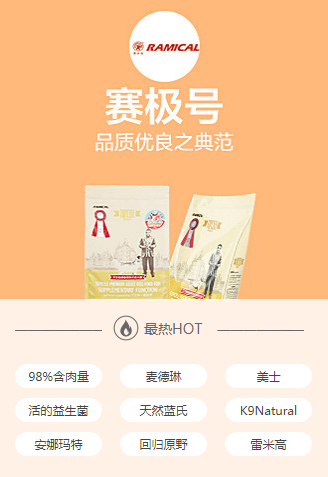 RAMICAL
赛极号
品质优良之典范
最热HOT
98%含肉量
麦德琳
美士
活的益生菌
天然蓝氏
K9Natural
安娜玛特
回归原野
雷米高